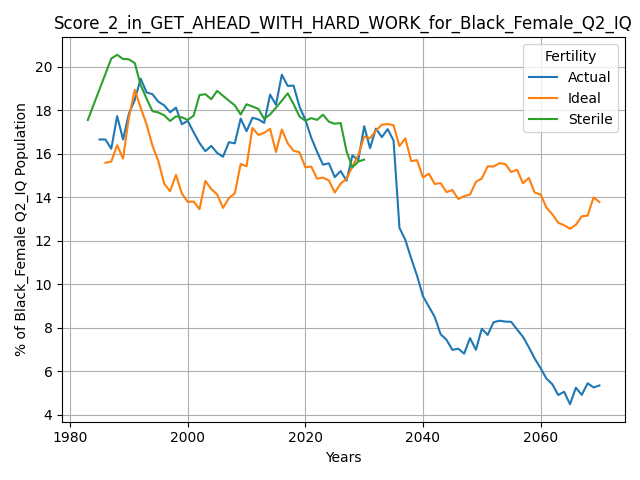 Score_2_in_GET_AHEAD_WITH_HARD_WORK_for_Black_Female_Q2_IQ
% of Black_Female Q2_IQ Population
20
18
16
14
12
10
8
6
4
Fertility
Actual
Ideal
Sterile
1980
2000
2020
2040
2060
Years